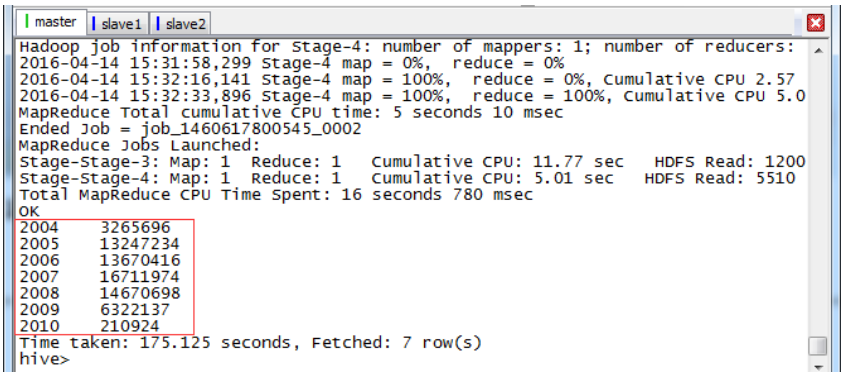 master slave1 slave2
Hadoop job information for Stage-4: number of mappers: 1; number of reducers:
2016-04-14 15:31:58,299 Stage-4 map = 0%, reduce = 0%
2016-04-14 15:32:16,141 Stage-4 map = 100%, reduce = 0%, Cumulative CPU 2.57
2016-04-14 15:32:33,896 Stage-4 map = 100%, reduce = 100%, Cumulative CPU 5.0
MapReduce Total cumulative CPU time: 5 seconds 10 msec
Ended Job = job_1460617800545_0002
MapReduce Jobs Launched:
Stage-Stage-3: Map: 1 Reduce: 1 Cumulative CPU: 11.77 sec HDFS Read: 1200
Stage-Stage-4: Map: 1 Reduce: 1 Cumulative CPU: 5.01 sec HDFS Read: 5510
Total MapReduce CPU Time Spent: 16 seconds 780 msec
OK
2004 3265696
2005 13247234
2006 13670416
2007 16711974
2008 14670698
2009 6322137
2010 210924
Time taken: 175.125 seconds, Fetched: 7 row(s)
hive>